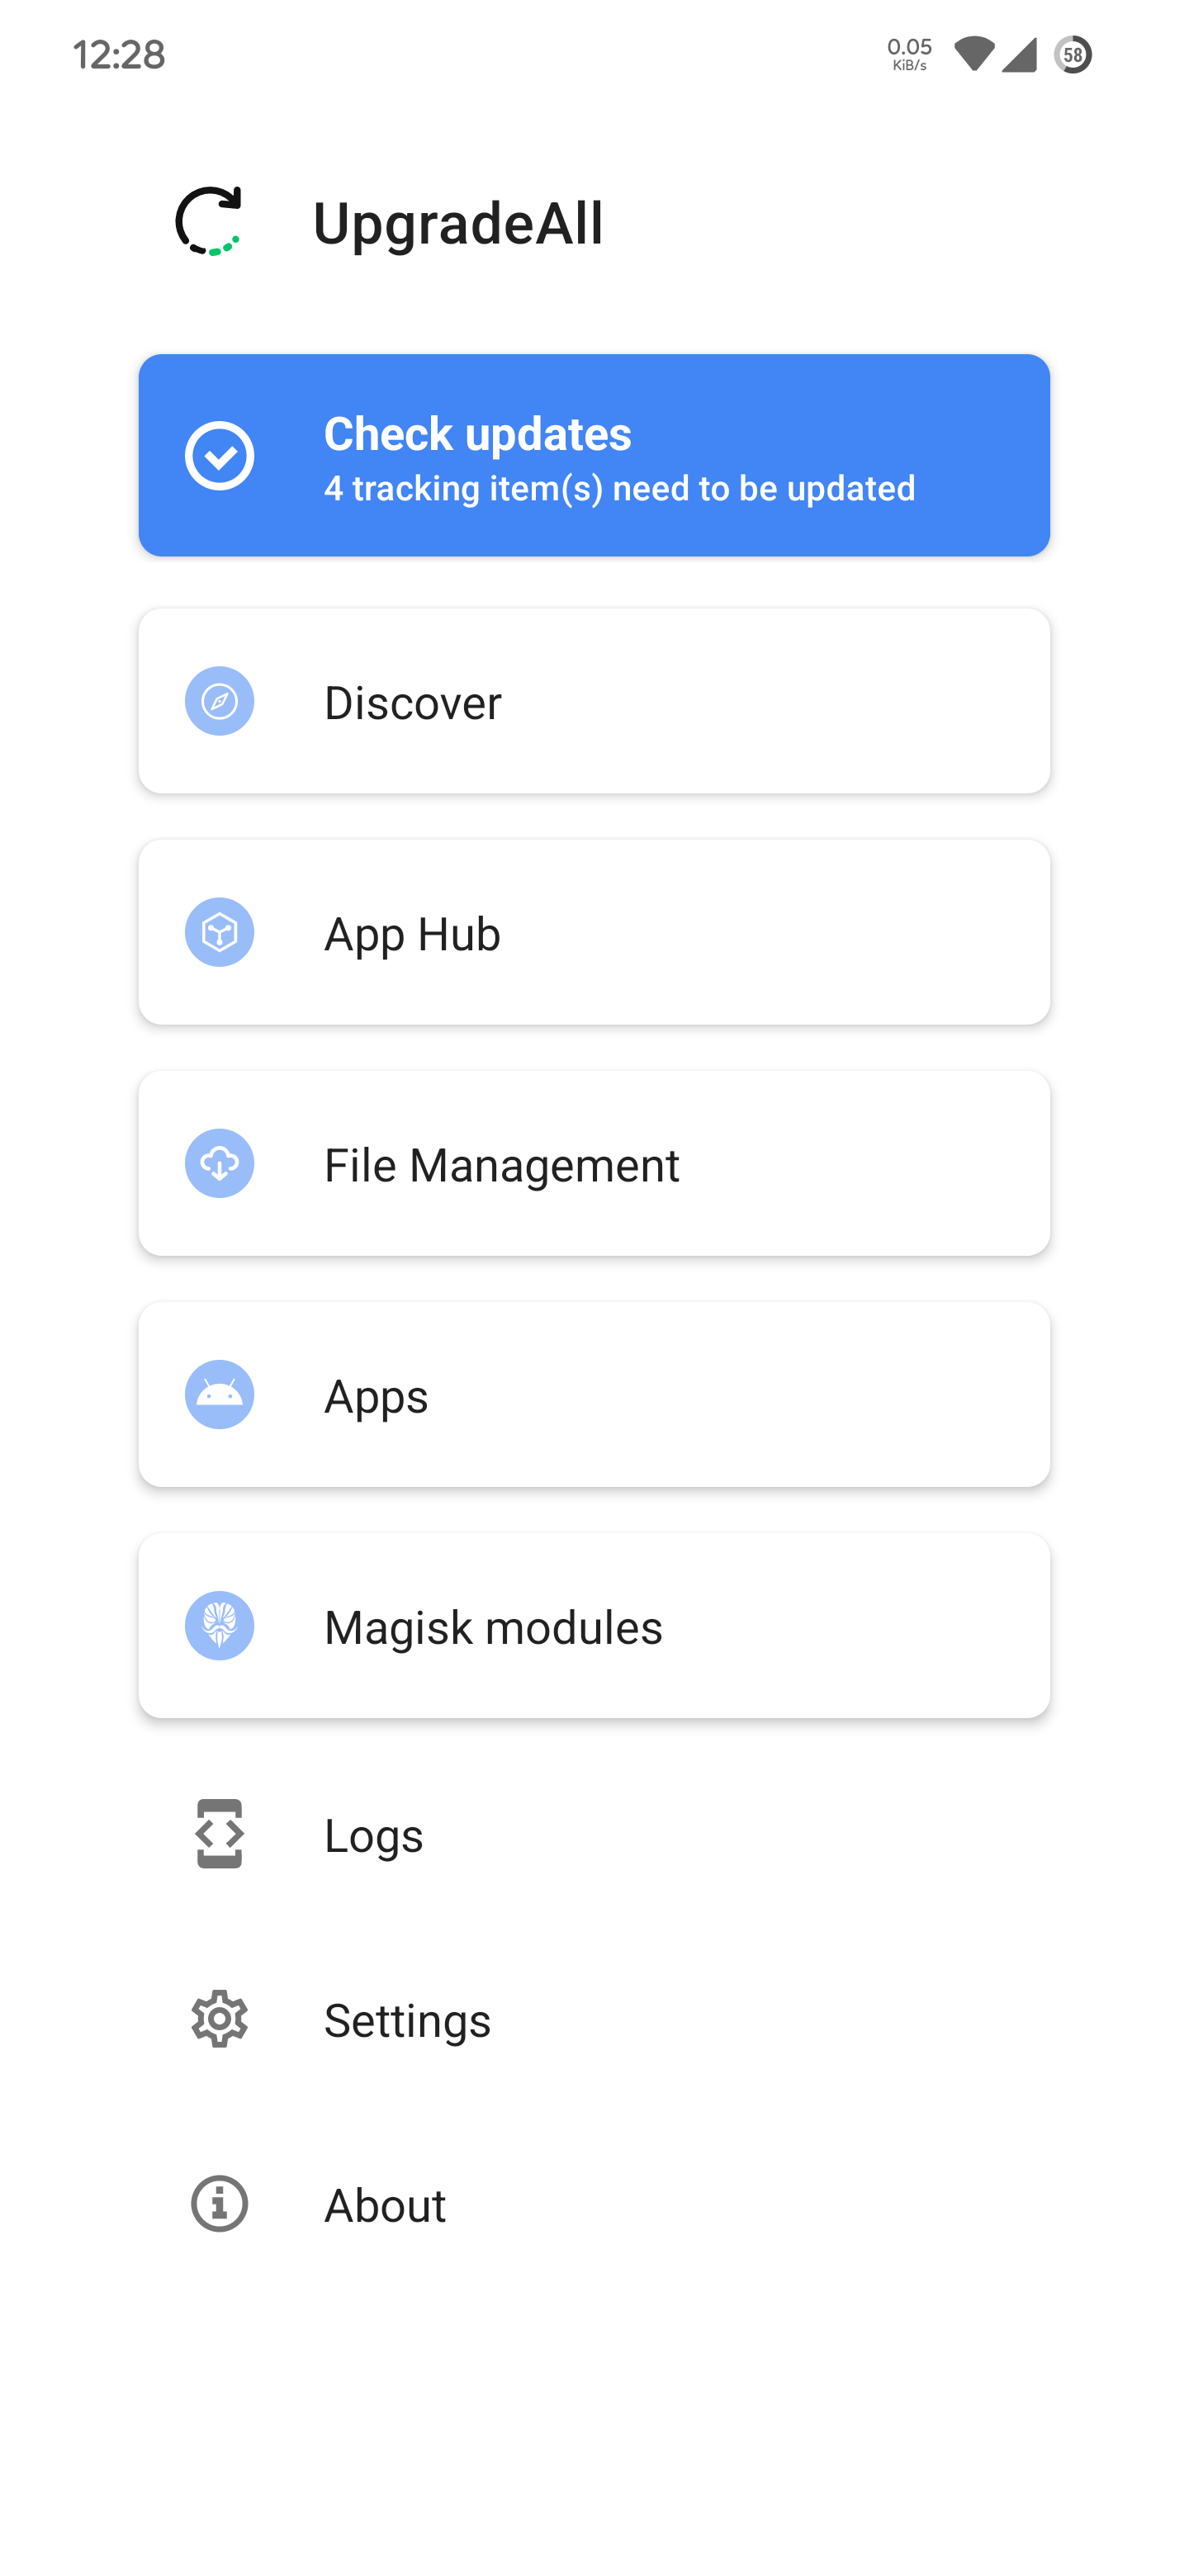 12:28
0.05
KiB/s
58
UpgradeAll
Check updates
4 tracking item(s) need to be updated
Discover
App Hub
File Management
Apps
Magisk modules
Logs
Settings
About